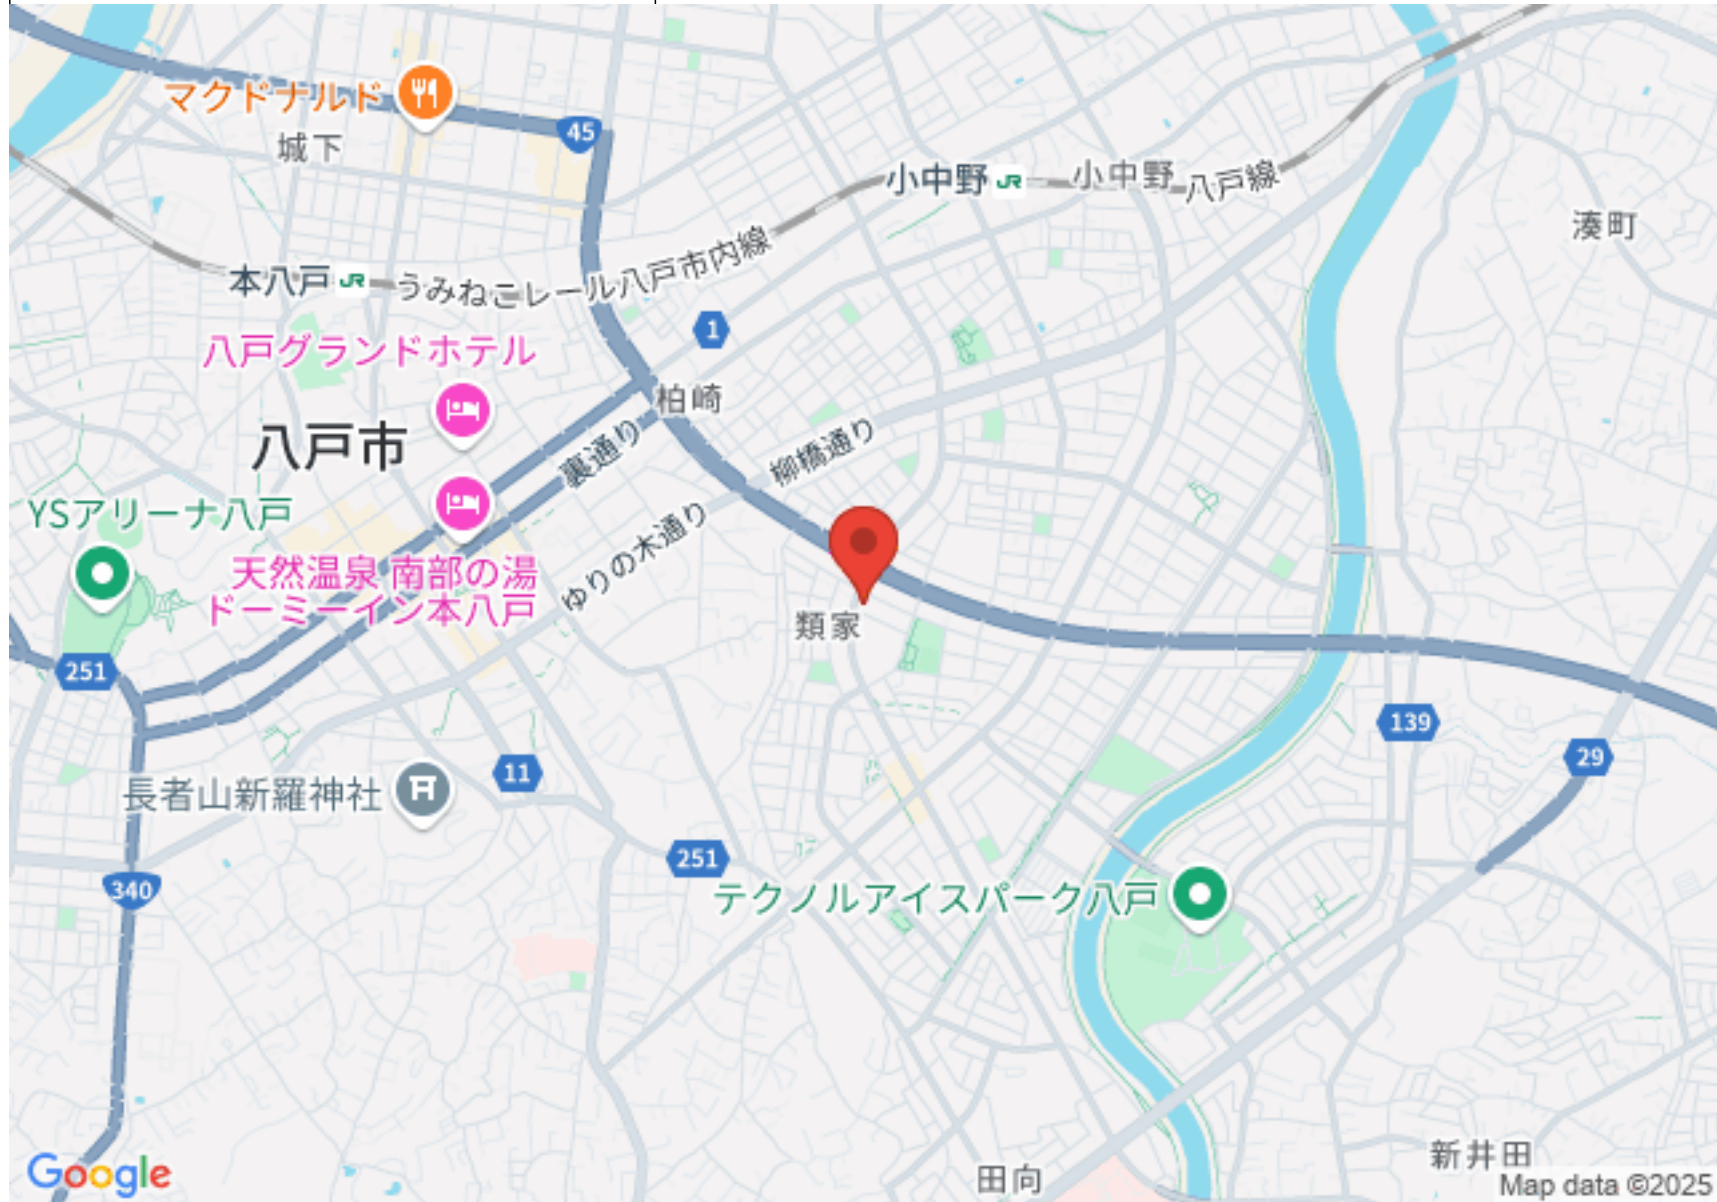 マクドナルド
45
城下
小中野
JR
小中野
八戸線
湊町
本八戸
JR
うみねこレール八戸市内線
1
八戸グランドホテル
柏崎
八戸市
裏通り
柳橋通り
YSアリーナ八戸
ゆりの木通り
天然温泉 南部の湯
ドーミーイン本八戸
類家
251
139
29
11
長者山新羅神社
251
340
テクノルアイスパーク八戸
新井田
田向
Google
Map data ©2025